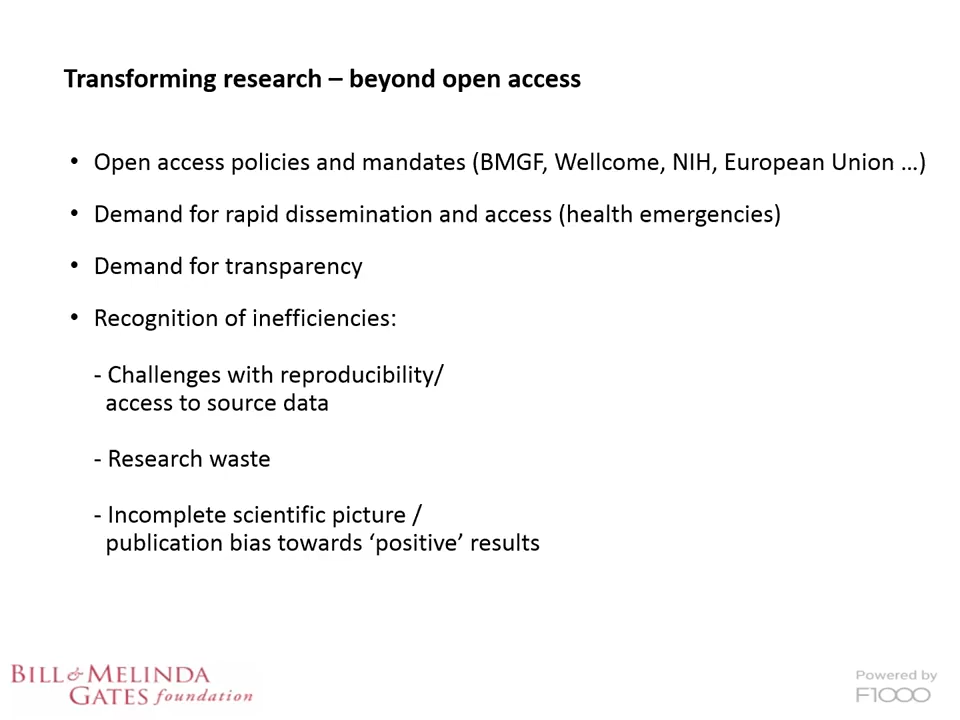 Transforming research – beyond open access
• Open access policies and mandates (BMGF, Wellcome, NIH, European Union ...)
• Demand for rapid dissemination and access (health emergencies)
• Demand for transparency
• Recognition of inefficiencies:
- Challenges with reproducibility/
access to source data
- Research waste
- Incomplete scientific picture /
publication bias towards ‘positive’ results
BILL & MELINDA
GATES foundation
Powered by
F1000